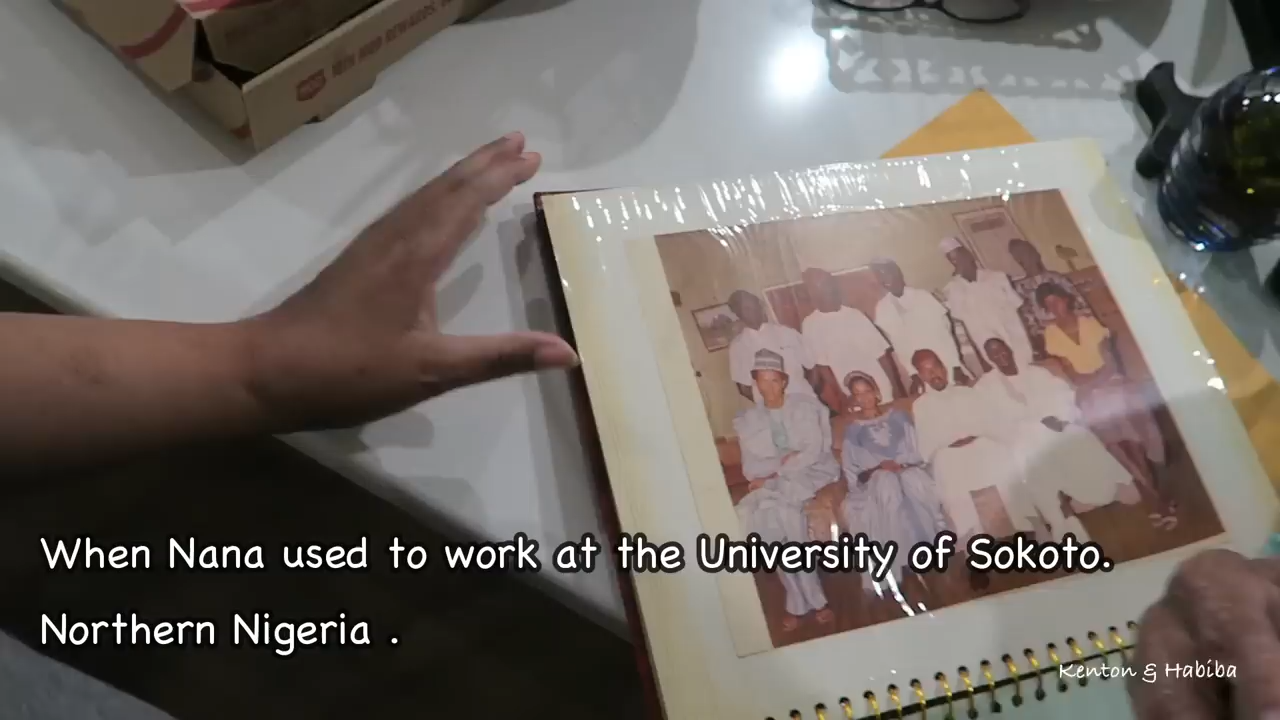 When Nana used to work at the University of Sokoto.
Northern Nigeria .
Kenton & Habiba